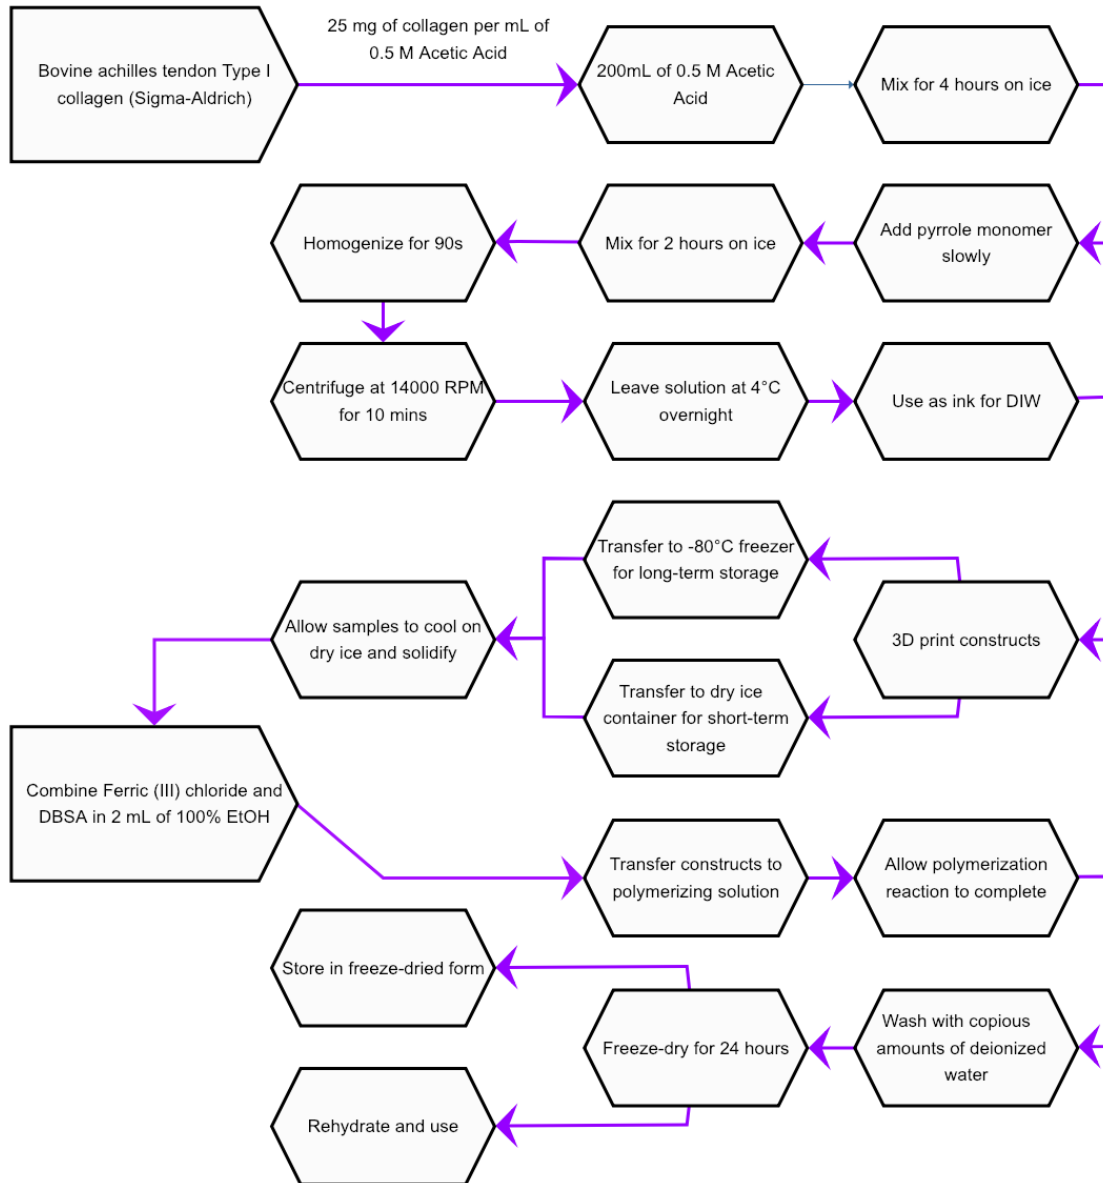 25 mg of collagen per mL of
0.5 M Acetic Acid
Bovine achilles tendon Type I
collagen (Sigma-Aldrich)
200mL of 0.5 M Acetic
Acid
Mix for 4 hours on ice
Add pyrrole monomer
slowly
Mix for 2 hours on ice
Homogenize for 90s
Centrifuge at 14000 RPM
for 10 mins
Leave solution at 4°C
overnight
Use as ink for DIW
3D print constructs
Transfer to -80°C freezer
for long-term storage
Transfer to dry ice
container for short-term
storage
Allow samples to cool on
dry ice and solidify
Combine Ferric (III) chloride and
DBSA in 2 mL of 100% EtOH
Transfer constructs to
polymerizing solution
Allow polymerization
reaction to complete
Wash with copious
amounts of deionized
water
Freeze-dry for 24 hours
Store in freeze-dried form
Rehydrate and use